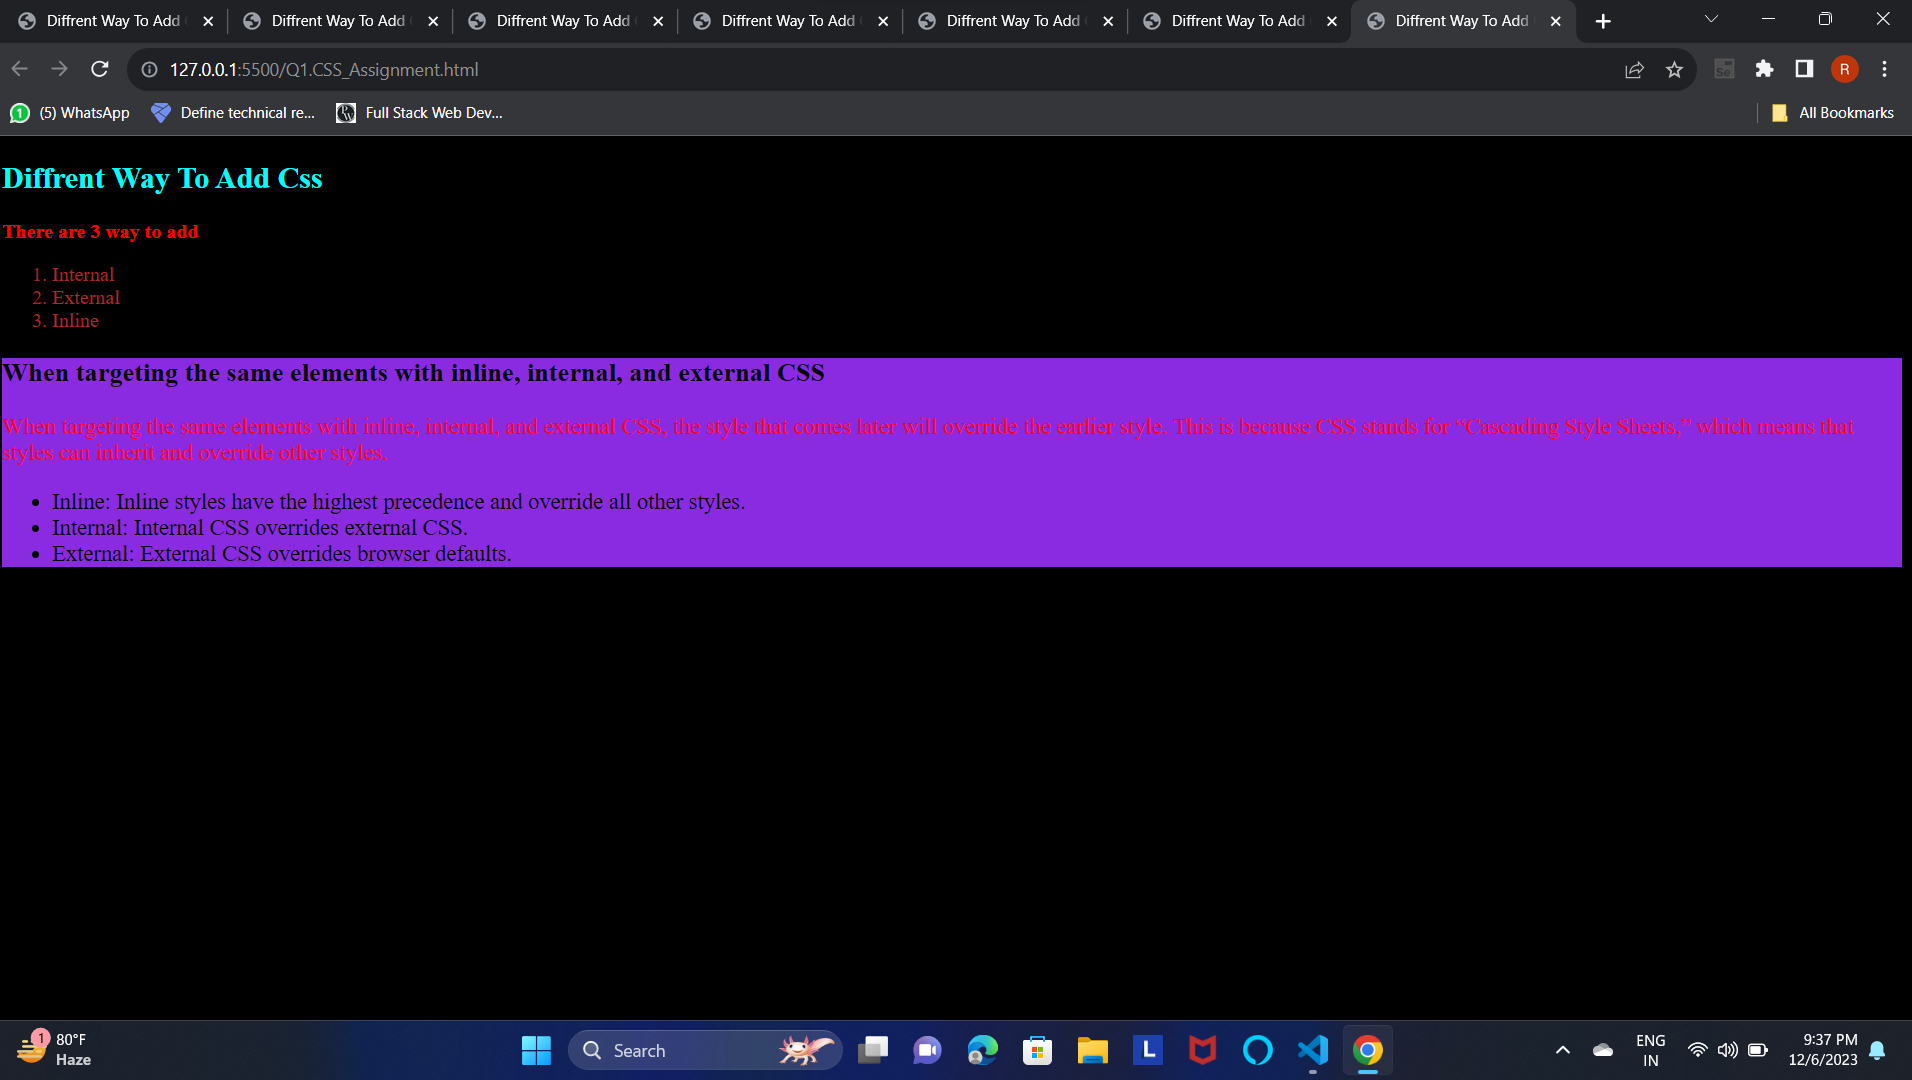 Diffrent Way To Add
Diffrent Way To Add
Diffrent Way To Add
Diffrent Way To Add
Diffrent Way To Add
Diffrent Way To Add
Diffrent Way To Add
127.0.0.1:5500/Q1.CSS_Assignment.html
R
(5) WhatsApp
Define technical re...
Full Stack Web Dev...
All Bookmarks
Diffrent Way To Add Css
There are 3 way to add
1. Internal
2. External
3. Inline
When targeting the same elements with inline, internal, and external CSS
When targeting the same elements with inline, internal, and external CSS, the style that comes later will override the earlier style. This is because CSS stands for “Cascading Style Sheets,” which means that
styles can inherit and override other styles.
• Inline: Inline styles have the highest precedence and override all other styles.
• Internal: Internal CSS overrides external CSS.
• External: External CSS overrides browser defaults.
1
80°F
Haze
Search
L
ENG
IN
9:37 PM
12/6/2023